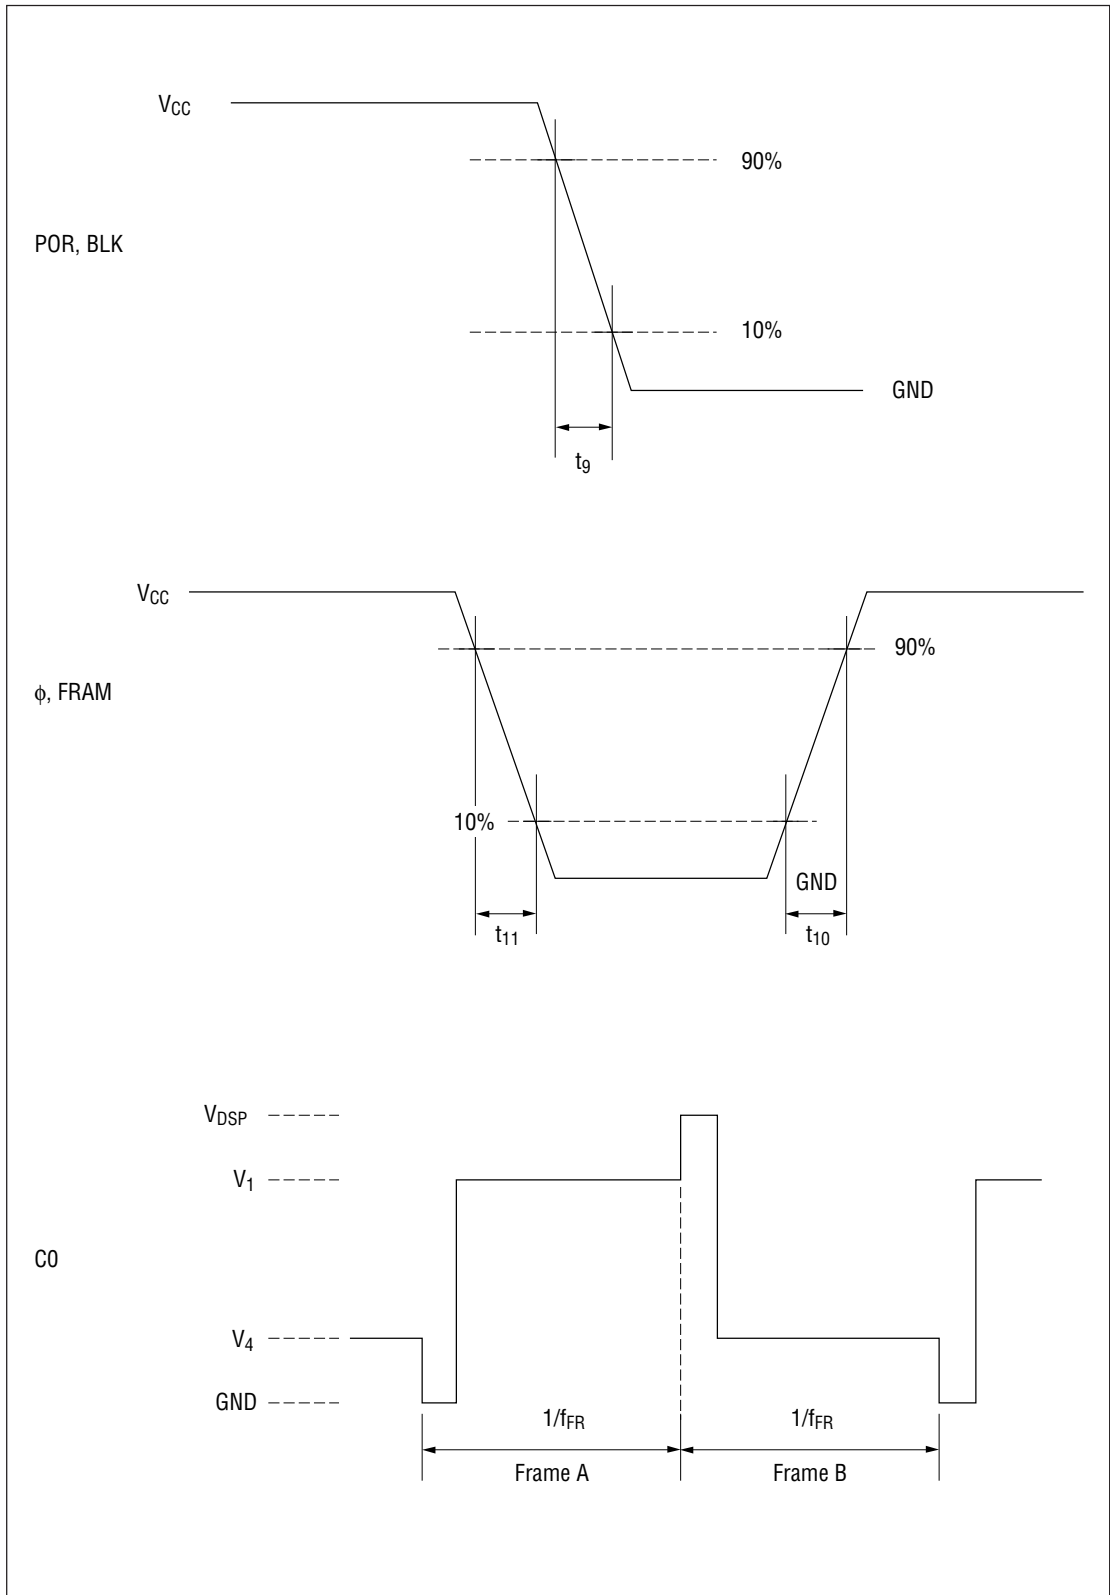 VCC
90%
POR, BLK
10%
GND
t9
VCC
90%
ϕ, FRAM
10%
GND
t11
t10
VDSP
V1
C0
V4
GND
1/fFR
1/fFR
Frame A
Frame B